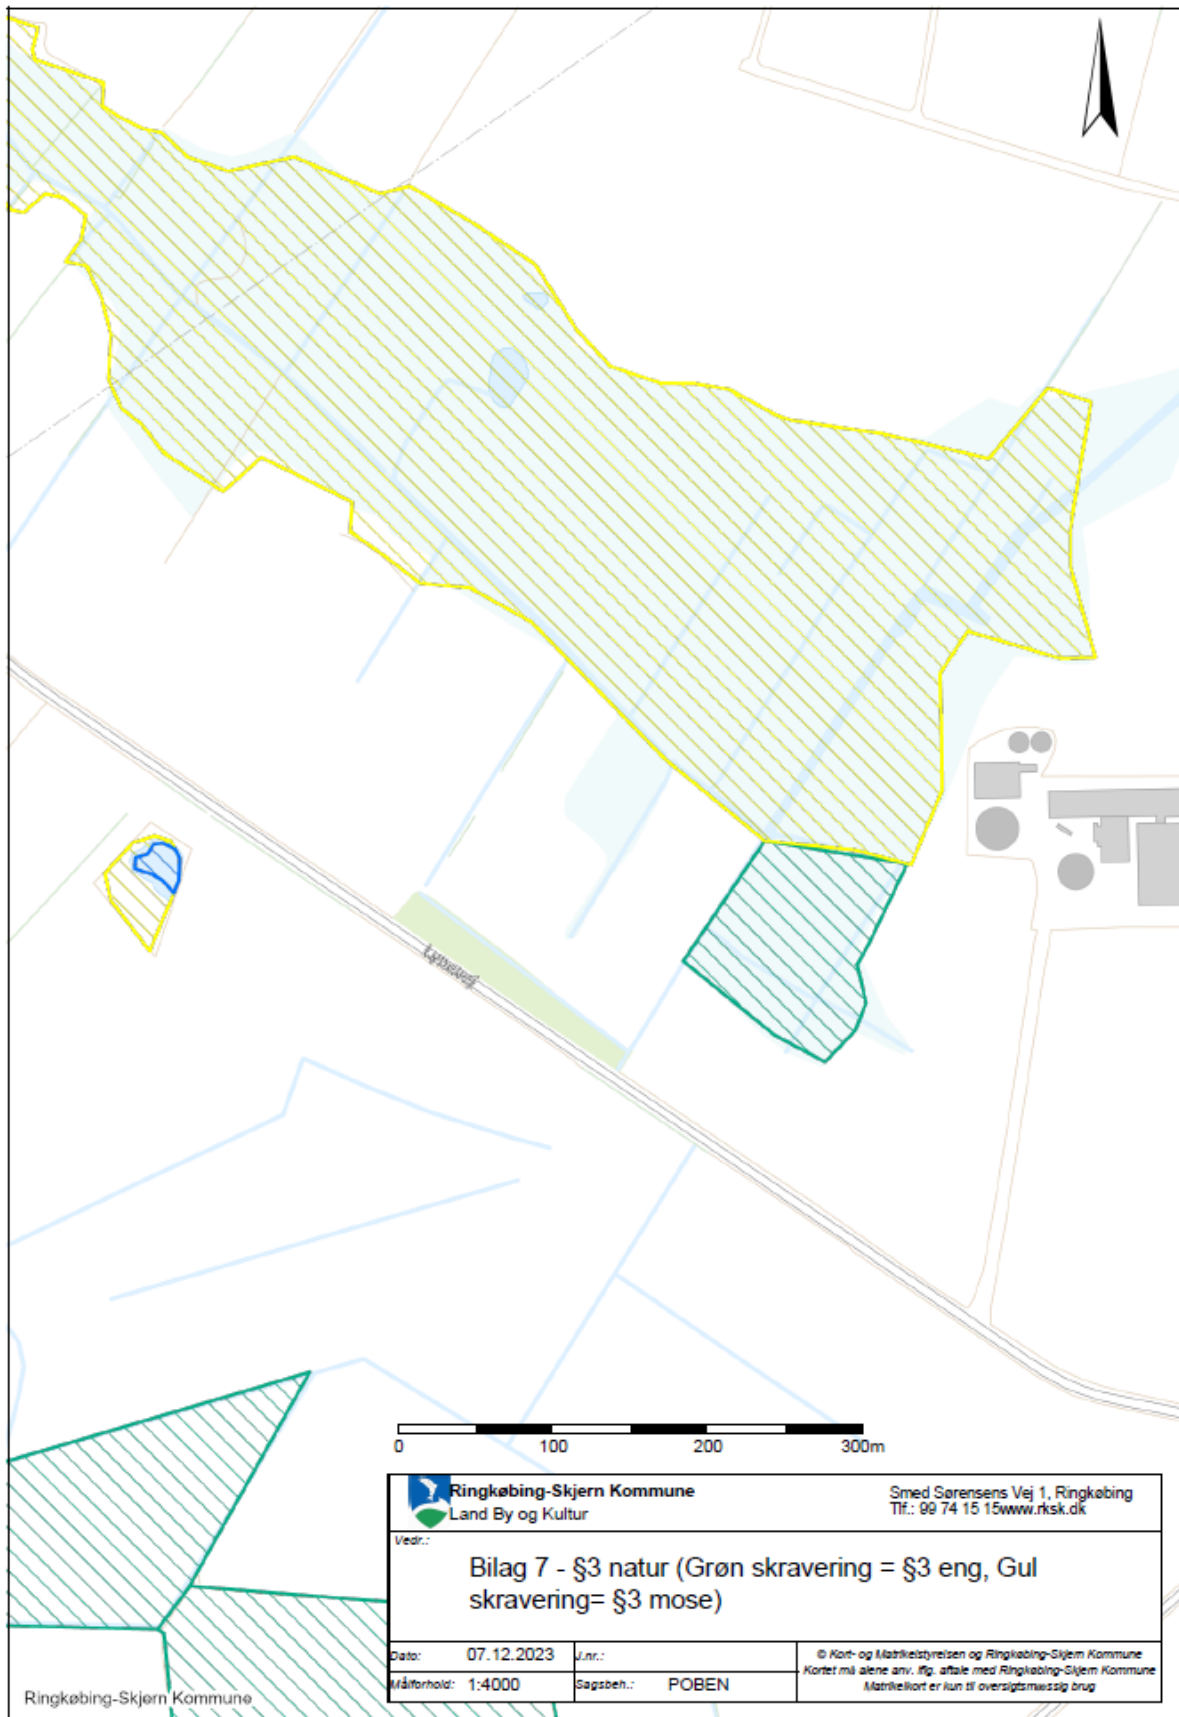 Lybævej
0 100 200 300m
Ringkøbing-Skjern Kommune
Land By og Kultur
Smed Sørensens Vej 1, Ringkøbing
Tlf.: 99 74 15 15www.rksk.dk
Vedr.:
Bilag 7 - §3 natur (Grøn skravering = §3 eng, Gul
skravering= §3 mose)
Dato: 07.12.2023
J.nr.:
Målforhold: 1:4000
Sagsbeh.: POBEN
© Kort- og Matrikelstyrelsen og Ringkøbing-Skjern Kommune
Kortet må alene anv. iflg. aftale med Ringkøbing-Skjern Kommune
Matrikelkort er kun til oversigtsmæssig brug
Ringkøbing-Skjern Kommune